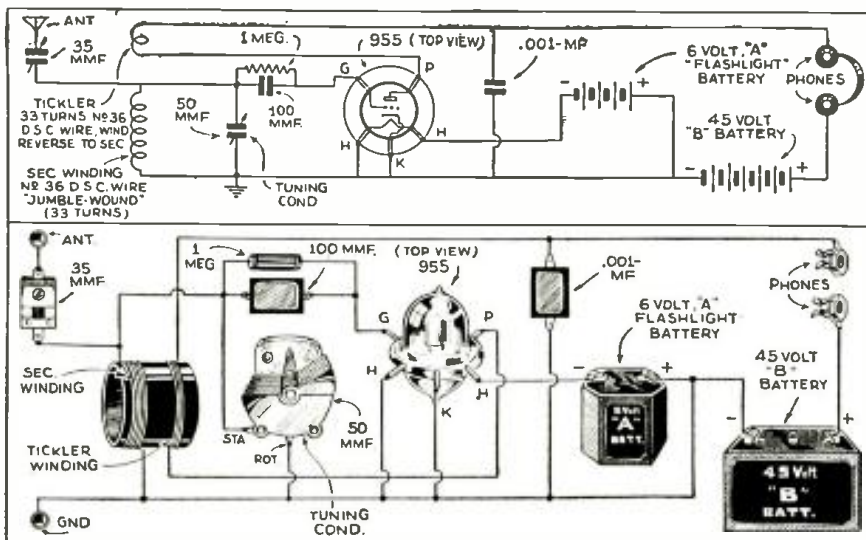 ANT
35
MMF
TICKLER
33 TURNS Nº36
D.S.C. WIRE, WIND
REVERSE TO SEC
SEC WINDING
Nº 36 D.S.C. WIRE
"JUMBLE-WOUND"
(33 TURNS)
1 MEG.
50
MMF
100
MMF.
TUNING
COND
955 (TOP VIEW)
G
P
H
K
H
.001-MF
6 VOLT, "A"
"FLASHLIGHT"
BATTERY
- +
PHONES
45 VOLT
"B" BATTERY
- +
ANT.
35
MMF
SEC
WINDING
TICKLER
WINDING
GND
1
MEG
100 MMF.
STA
ROT
50
MMF
TUNING
COND.
(TOP VIEW)
955
G
P
H
H
K
.001-
MF
6 VOLT, "A"
FLASHLIGHT
BATTERY
- +
"A"
BATT.
PHONES
45 VOLT
"B"
BATTERY
- +
45 Volt
"B"
BATT.